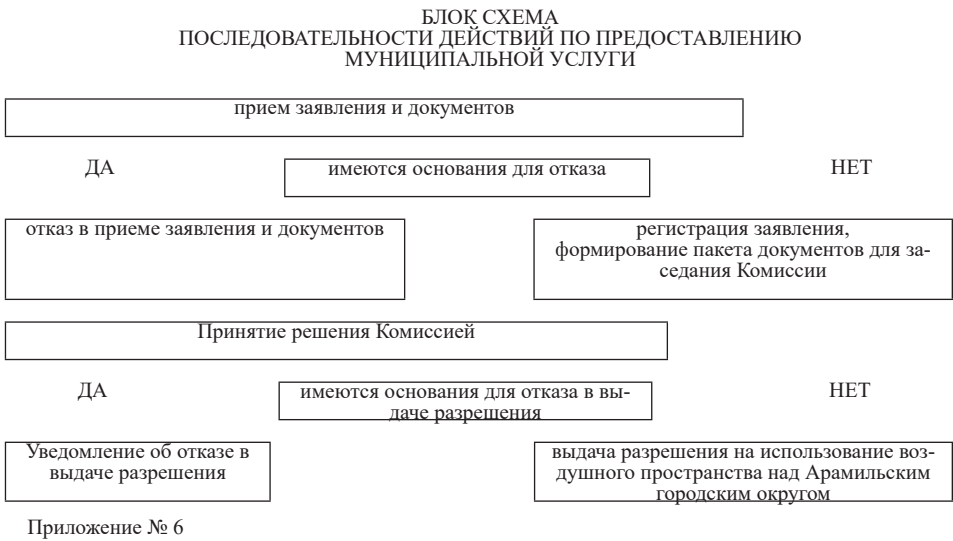 БЛОК СХЕМА
ПОСЛЕДОВАТЕЛЬНОСТИ ДЕЙСТВИЙ ПО ПРЕДОСТАВЛЕНИЮ
МУНИЦИПАЛЬНОЙ УСЛУГИ
прием заявления и документов
ДА
имеются основания для отказа
НЕТ
отказ в приеме заявления и документов
регистрация заявления,
формирование пакета документов для за-
седания Комиссии
Принятие решения Комиссией
ДА
имеются основания для отказа в вы-
даче разрешения
НЕТ
Уведомление об отказе в
выдаче разрешения
выдача разрешения на использование воз-
душного пространства над Арамильским
городским округом
Приложение № 6